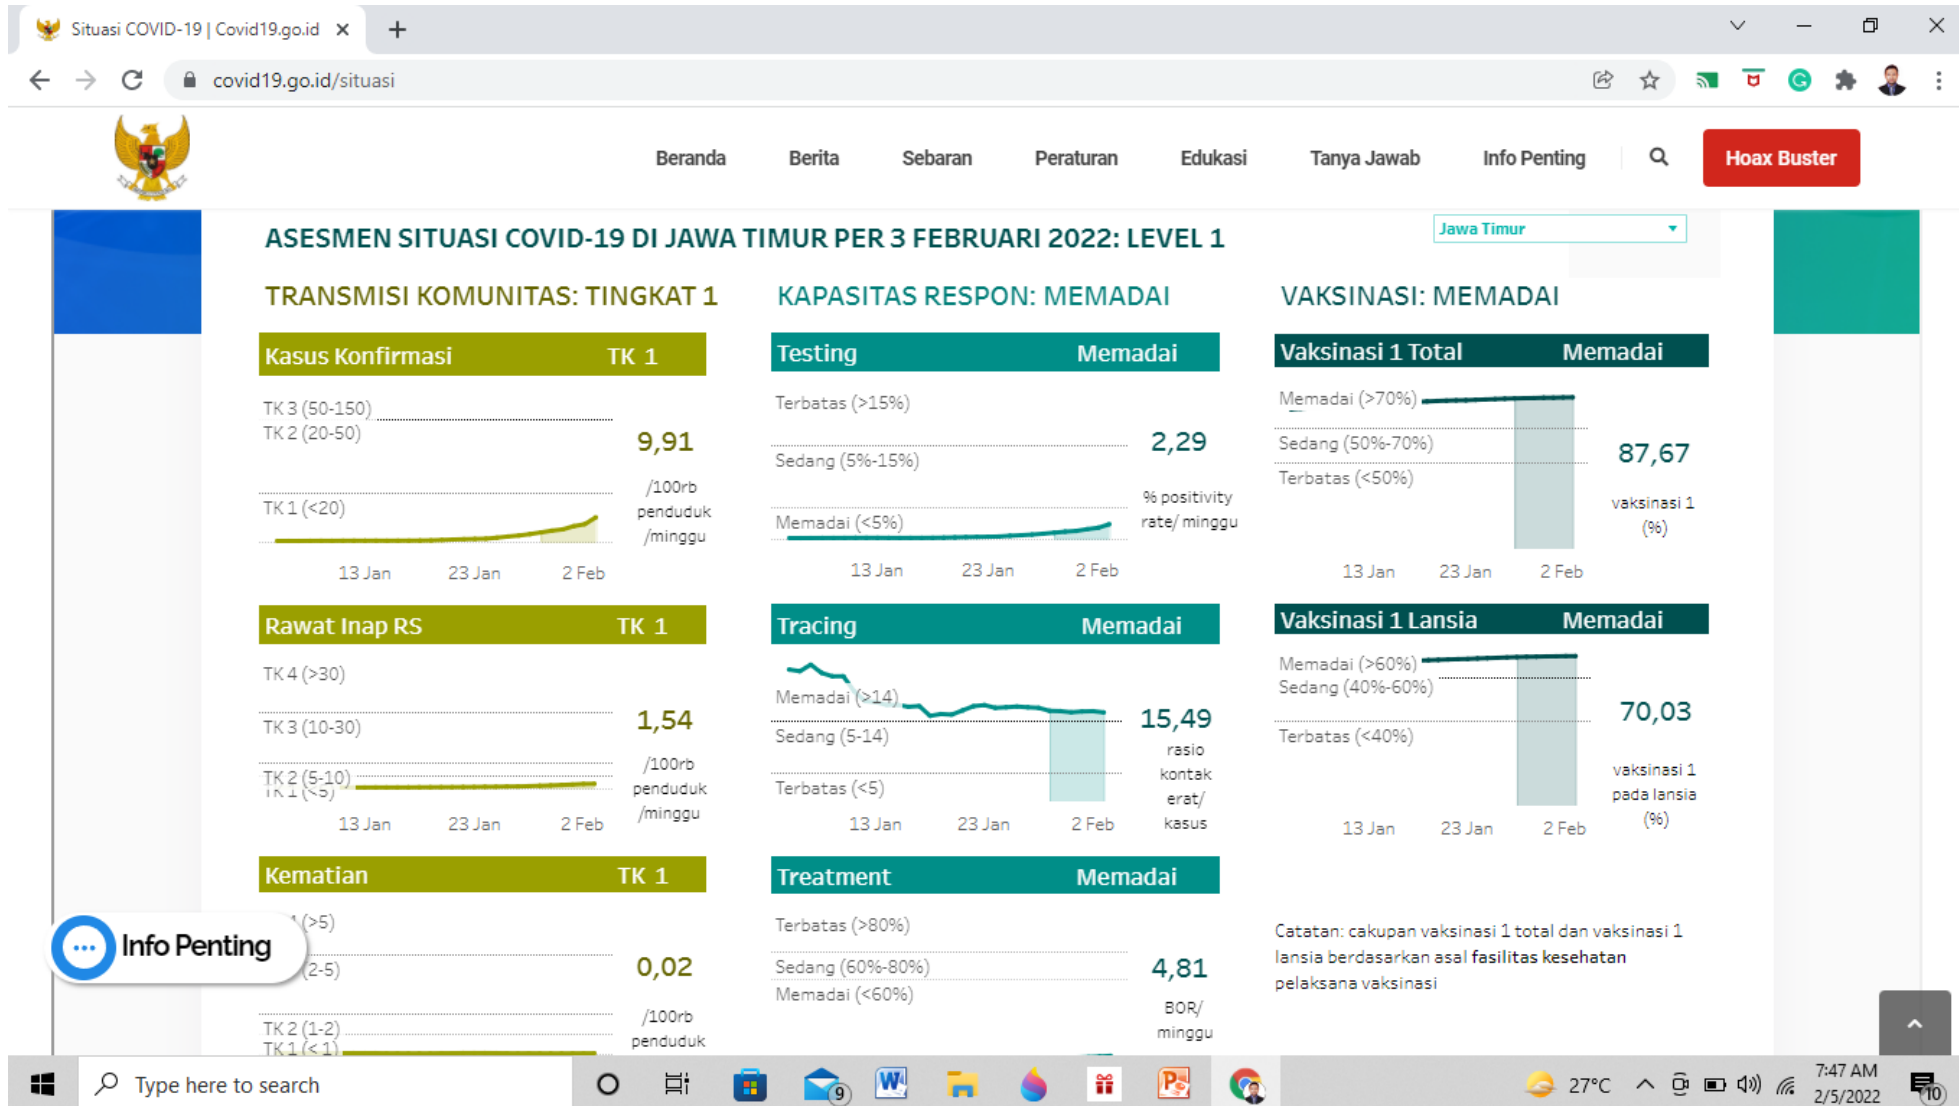 Situasi COVID-19 | Covid19.go.id
covid19.go.id/situasi
Beranda Berita Sebaran Peraturan Edukasi Tanya Jawab Info Penting Hoax Buster
ASESMEN SITUASI COVID-19 DI JAWA TIMUR PER 3 FEBRUARI 2022: LEVEL 1
Jawa Timur
TRANSMISI KOMUNITAS: TINGKAT 1
Kasus Konfirmasi TK 1
TK 3 (50-150)
TK 2 (20-50)
TK 1 (<20)
9,91
/100rb
penduduk
/minggu
13 Jan 23 Jan 2 Feb
Rawat Inap RS TK 1
TK 4 (>30)
TK 3 (10-30)
TK 2 (5-10)
TK 1 (<5)
1,54
/100rb
penduduk
/minggu
13 Jan 23 Jan 2 Feb
Kematian TK 1
(>5)
(2-5)
TK 2 (1-2)
TK 1 (<1)
0,02
/100rb
penduduk
KAPASITAS RESPON: MEMADAI
Testing Memadai
Terbatas (>15%)
Sedang (5%-15%)
Memadai (<5%)
2,29
% positivity
rate/ minggu
13 Jan 23 Jan 2 Feb
Tracing Memadai
Memadai (>14)
Sedang (5-14)
Terbatas (<5)
15,49
rasio
kontak
erat/
kasus
13 Jan 23 Jan 2 Feb
Treatment Memadai
Terbatas (>80%)
Sedang (60%-80%)
Memadai (<60%)
4,81
BOR/
minggu
VAKSINASI: MEMADAI
Vaksinasi 1 Total Memadai
Memadai (>70%)
Sedang (50%-70%)
Terbatas (<50%)
87,67
vaksinasi 1
(%)
13 Jan 23 Jan 2 Feb
Vaksinasi 1 Lansia Memadai
Memadai (>60%)
Sedang (40%-60%)
Terbatas (<40%)
70,03
vaksinasi 1
pada lansia
(%)
13 Jan 23 Jan 2 Feb
Catatan: cakupan vaksinasi 1 total dan vaksinasi 1
lansia berdasarkan asal fasilitas kesehatan
pelaksana vaksinasi
Info Penting
Type here to search
9
27°C
7:47 AM
2/5/2022
10